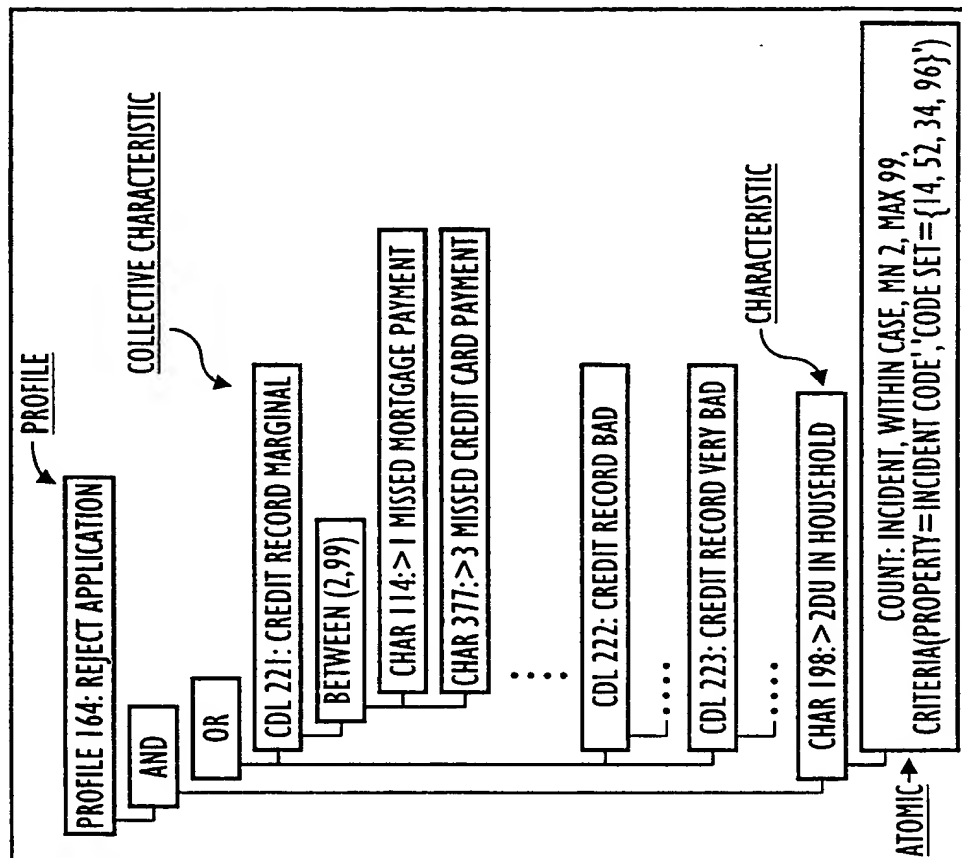 PROFILE
PROFILE 164: REJECT APPLICATION
AND
OR
COLLECTIVE CHARACTERISTIC
CDL 221: CREDIT RECORD MARGINAL
BETWEEN (2,99)
CHAR 114:>1 MISSED MORTGAGE PAYMENT
CHAR 377:>3 MISSED CREDIT CARD PAYMENT
.....
CDL 222: CREDIT RECORD BAD
.....
CDL 223: CREDIT RECORD VERY BAD
.....
CHARACTERISTIC
CHAR 198:>2DU IN HOUSEHOLD
COUNT: INCIDENT, WITHIN CASE, MN 2, MAX 99,
CRITERIA(PROPERTY=INCIDENT CODE','CODE SET={14, 52, 34, 96}')
ATOMIC